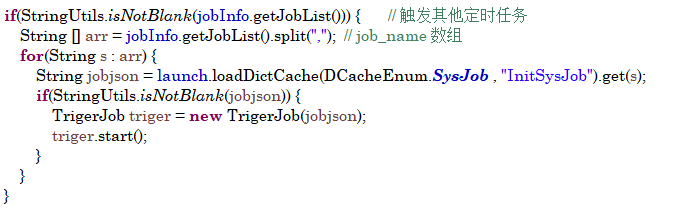 if(StringUtils.isNotBlank(jobInfo.getJobList())) { // 触发其他定时任务
String [] arr = jobInfo.getJobList().split(","); // job_name 数组
for(String s : arr) {
String jobjson = launch.loadDictCache(DCacheEnum.SysJob , "InitSysJob").get(s);
if(StringUtils.isNotBlank(jobjson)) {
TrigerJob triger = new TrigerJob(jobjson);
triger.start();
}
}
}